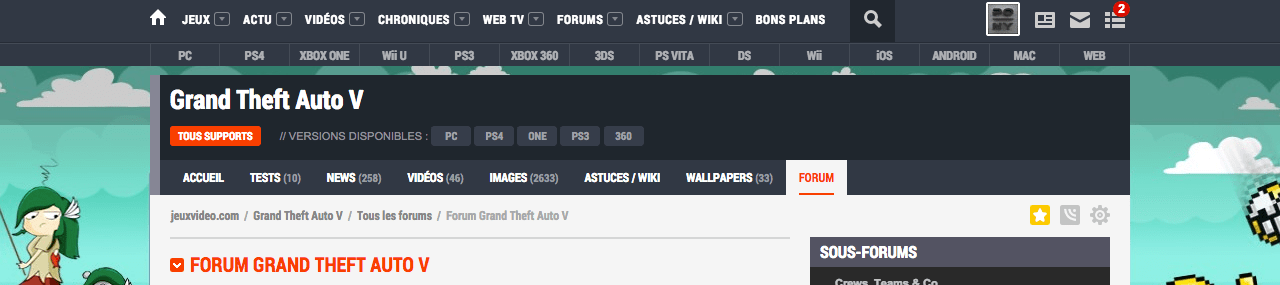 JEUX ACTU VIDÉOS CHRONIQUES WEB TV FORUMS ASTUCES / WIKI BONS PLANS 2
PC PS4 XBOX ONE Wii U PS3 XBOX 360 3DS PS VITA DS Wii iOS ANDROID MAC WEB
Grand Theft Auto V
TOUS SUPPORTS // VERSIONS DISPONIBLES : PC PS4 ONE PS3 360
ACCUEIL TESTS (10) NEWS (258) VIDÉOS (46) IMAGES (2633) ASTUCES / WIKI WALLPAPERS (33) FORUM
jeuxvideo.com / Grand Theft Auto V / Tous les forums / Forum Grand Theft Auto V
SOUS-FORUMS
FORUM GRAND THEFT AUTO V
Crews, Teams & Co